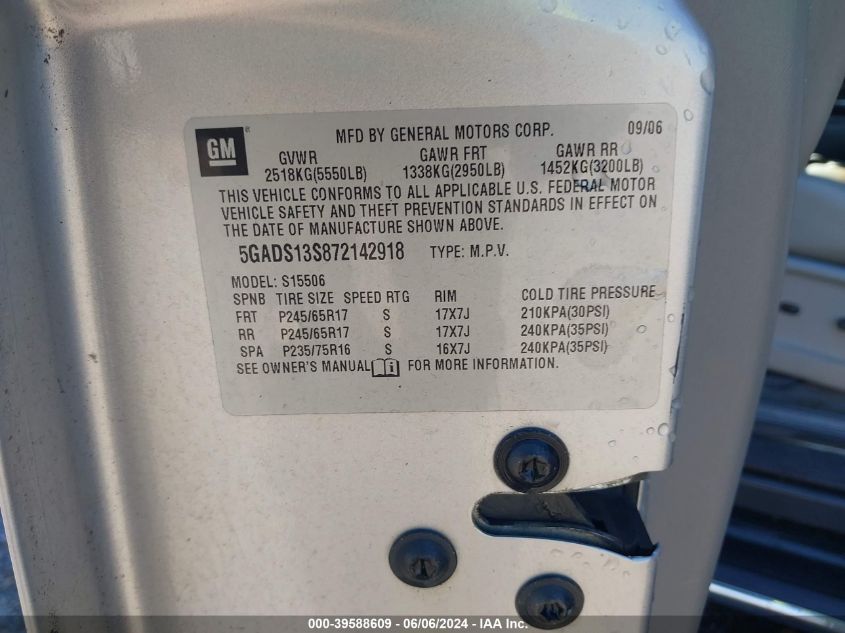 GM
MFD BY GENERAL MOTORS CORP. 09/06
GVWR GAWR FRT GAWR RR
2518KG(5550LB) 1338KG(2950LB) 1452KG(3200LB)
THIS VEHICLE CONFORMS TO ALL APPLICABLE U.S. FEDERAL MOTOR
VEHICLE SAFETY AND THEFT PREVENTION STANDARDS IN EFFECT ON
THE DATE OF MANUFACTURE SHOWN ABOVE.
5GADS13S872142918 TYPE: M.P.V.
MODEL: S15506
SPNB TIRE SIZE SPEED RTG RIM COLD TIRE PRESSURE
FRT P245/65R17 S 17X7J 210KPA(30PSI)
RR P245/65R17 S 17X7J 240KPA(35PSI)
SPA P235/75R16 S 16X7J 240KPA(35PSI)
SEE OWNER'S MANUAL i FOR MORE INFORMATION.
000-39588609 - 06/06/2024 - IAA Inc.